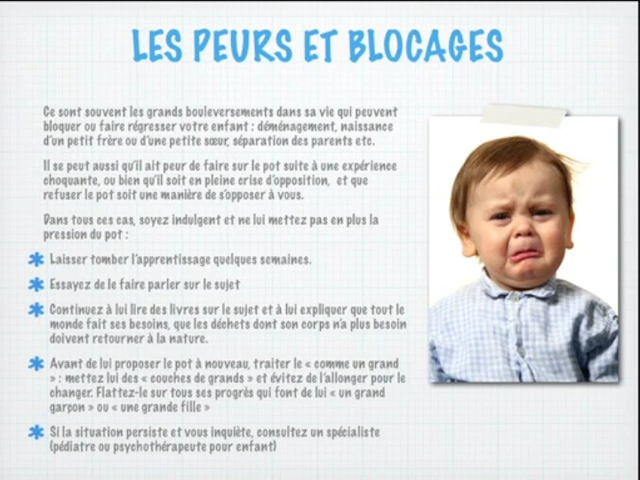 LES PEURS ET BLOCAGES
Ce sont souvent les grands bouleversements dans sa vie qui peuvent
bloquer ou faire régresser votre enfant : déménagement, naissance
d'un petit frère ou d'une petite sœur, séparation des parents etc.
Il se peut aussi qu'il ait peur de faire sur le pot suite à une expérience
choquante, ou bien qu'il soit en pleine crise d'opposition, et que
refuser le pot soit une manière de s'opposer à vous.
Dans tous ces cas, soyez indulgent et ne lui mettez pas en plus la
pression du pot :
Laisser tomber l'apprentissage quelques semaines.
Essayez de le faire parler sur le sujet
Continuez à lui lire des livres sur le sujet et à lui expliquer que tout le
monde fait ses besoins, que les déchets dont son corps n'a plus besoin
doivent retourner à la nature.
Avant de lui proposer le pot à nouveau, traiter le « comme un grand
» : mettez lui des « couches de grands » et évitez de l'allonger pour le
changer. Flattez-le sur tous ses progrès qui font de lui « un grand
garçon » ou « une grande fille »
Si la situation persiste et vous inquiète, consultez un spécialiste
(pédiatre ou psychothérapeute pour enfant)